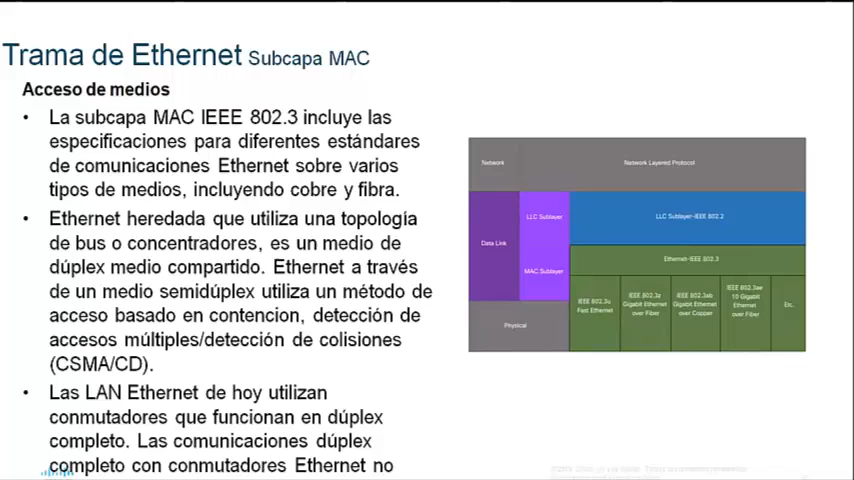 Trama de Ethernet Subcapa MAC
Acceso de medios
• La subcapa MAC IEEE 802.3 incluye las
especificaciones para diferentes estándares
de comunicaciones Ethernet sobre varios
tipos de medios, incluyendo cobre y fibra.
• Ethernet heredada que utiliza una topología
de bus o concentradores, es un medio de
dúplex medio compartido. Ethernet a través
de un medio semidúplex utiliza un método de
acceso basado en contencion, detección de
accesos múltiples/detección de colisiones
(CSMA/CD).
• Las LAN Ethernet de hoy utilizan
conmutadores que funcionan en dúplex
completo. Las comunicaciones dúplex
completo con conmutadores Ethernet no
Network
Network Layered Protocol
Data Link
LLC Sublayer
LLC Sublayer-IEEE 802.2
MAC Sublayer
Ethernet-IEEE 802.3
Physical
IEEE 802.3u
Fast Ethernet
IEEE 802.3z
Gigabit Ethernet
over Fiber
IEEE 802.3ab
Gigabit Ethernet
over Copper
IEEE 802.3ae
10 Gigabit
Ethernet
over Fiber
Etc.